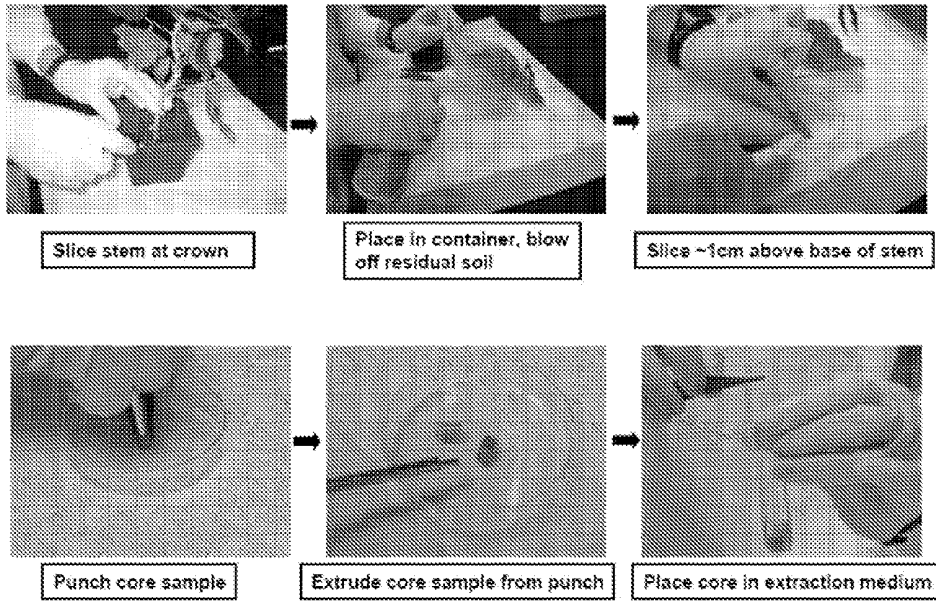 Slice stem at crown
Place in container, blow
off residual soil
Slice ~1cm above base of stem
Punch core sample
Extrude core sample from punch
Place core in extraction medium